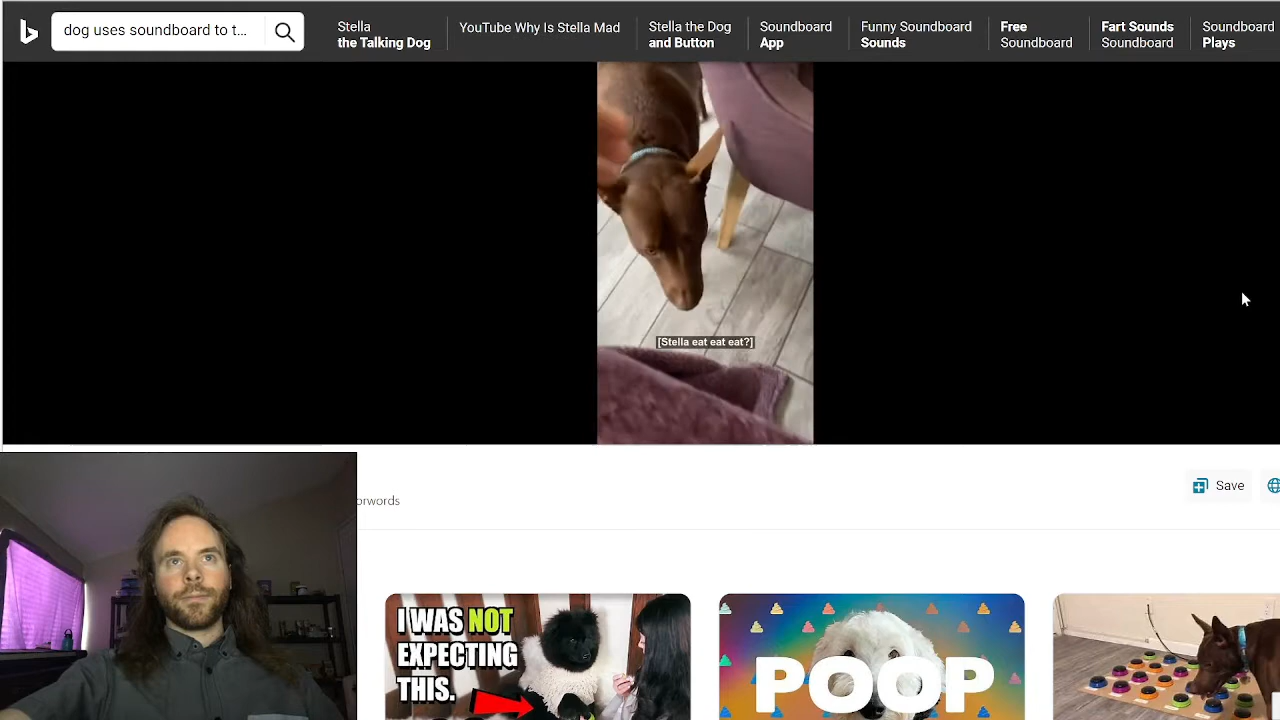 dog uses soundboard to t...
Stella
the Talking Dog
YouTube Why Is Stella Mad
Stella the Dog
and Button
Soundboard
App
Funny Soundboard
Sounds
Free
Soundboard
Fart Sounds
Soundboard
Soundboard
Plays
[Stella eat eat eat?]
orwords
Save
I WAS NOT
EXPECTING
THIS.
POOP